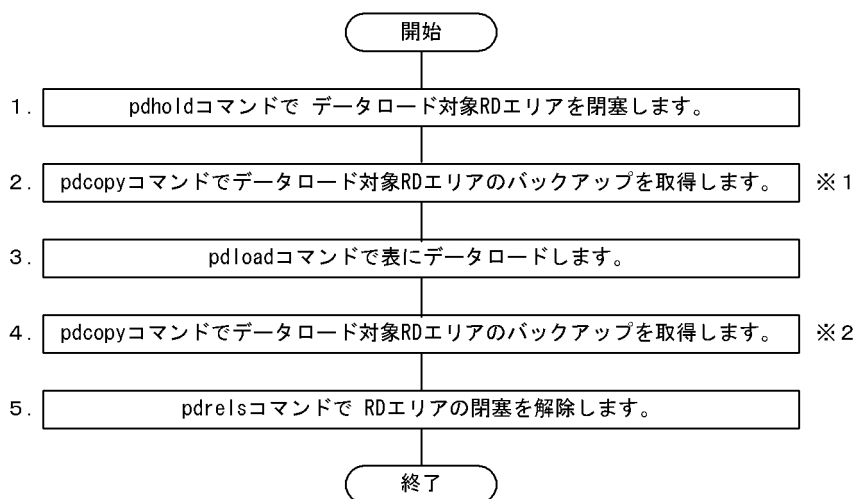 開始
1. pdholdコマンドで データロード対象RDエリアを閉塞します。
2. pdcopyコマンドでデータロード対象RDエリアのバックアップを取得します。 ※1
3. pdloadコマンドで表にデータロードします。
4. pdcopyコマンドでデータロード対象RDエリアのバックアップを取得します。 ※2
5. pdrelsコマンドで RDエリアの閉塞を解除します。
終了